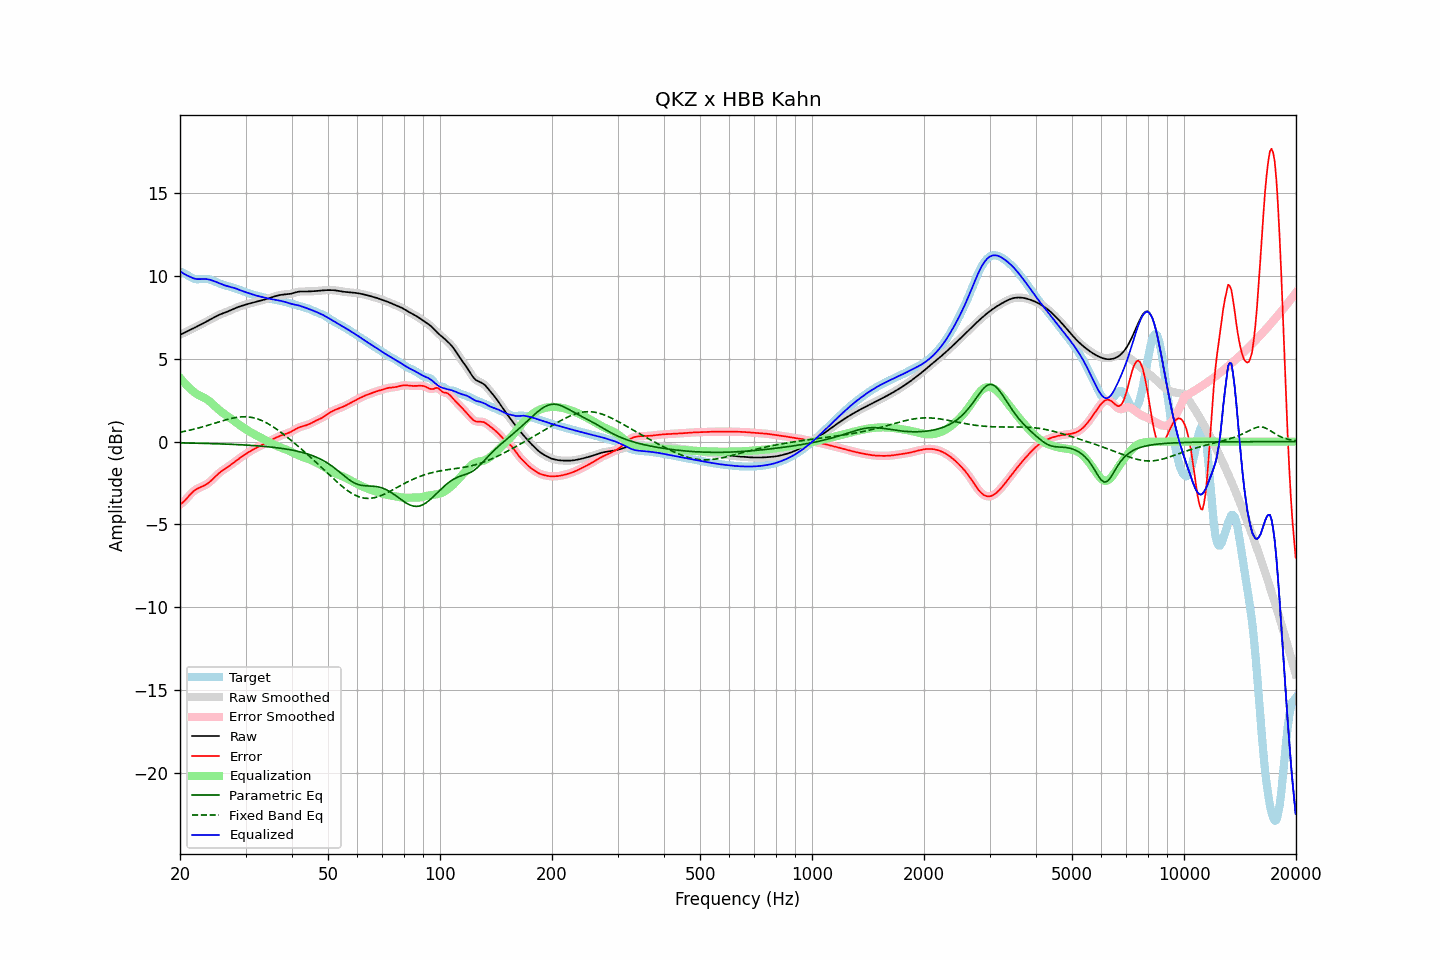 QKZ x HBB Kahn
Amplitude (dBr)
15
10
5
0
−5
−10
−15
−20
Target
Raw Smoothed
Error Smoothed
Raw
Error
Equalization
Parametric Eq
Fixed Band Eq
Equalized
20 50 100 200 500 1000 2000 5000 10000 20000
Frequency (Hz)